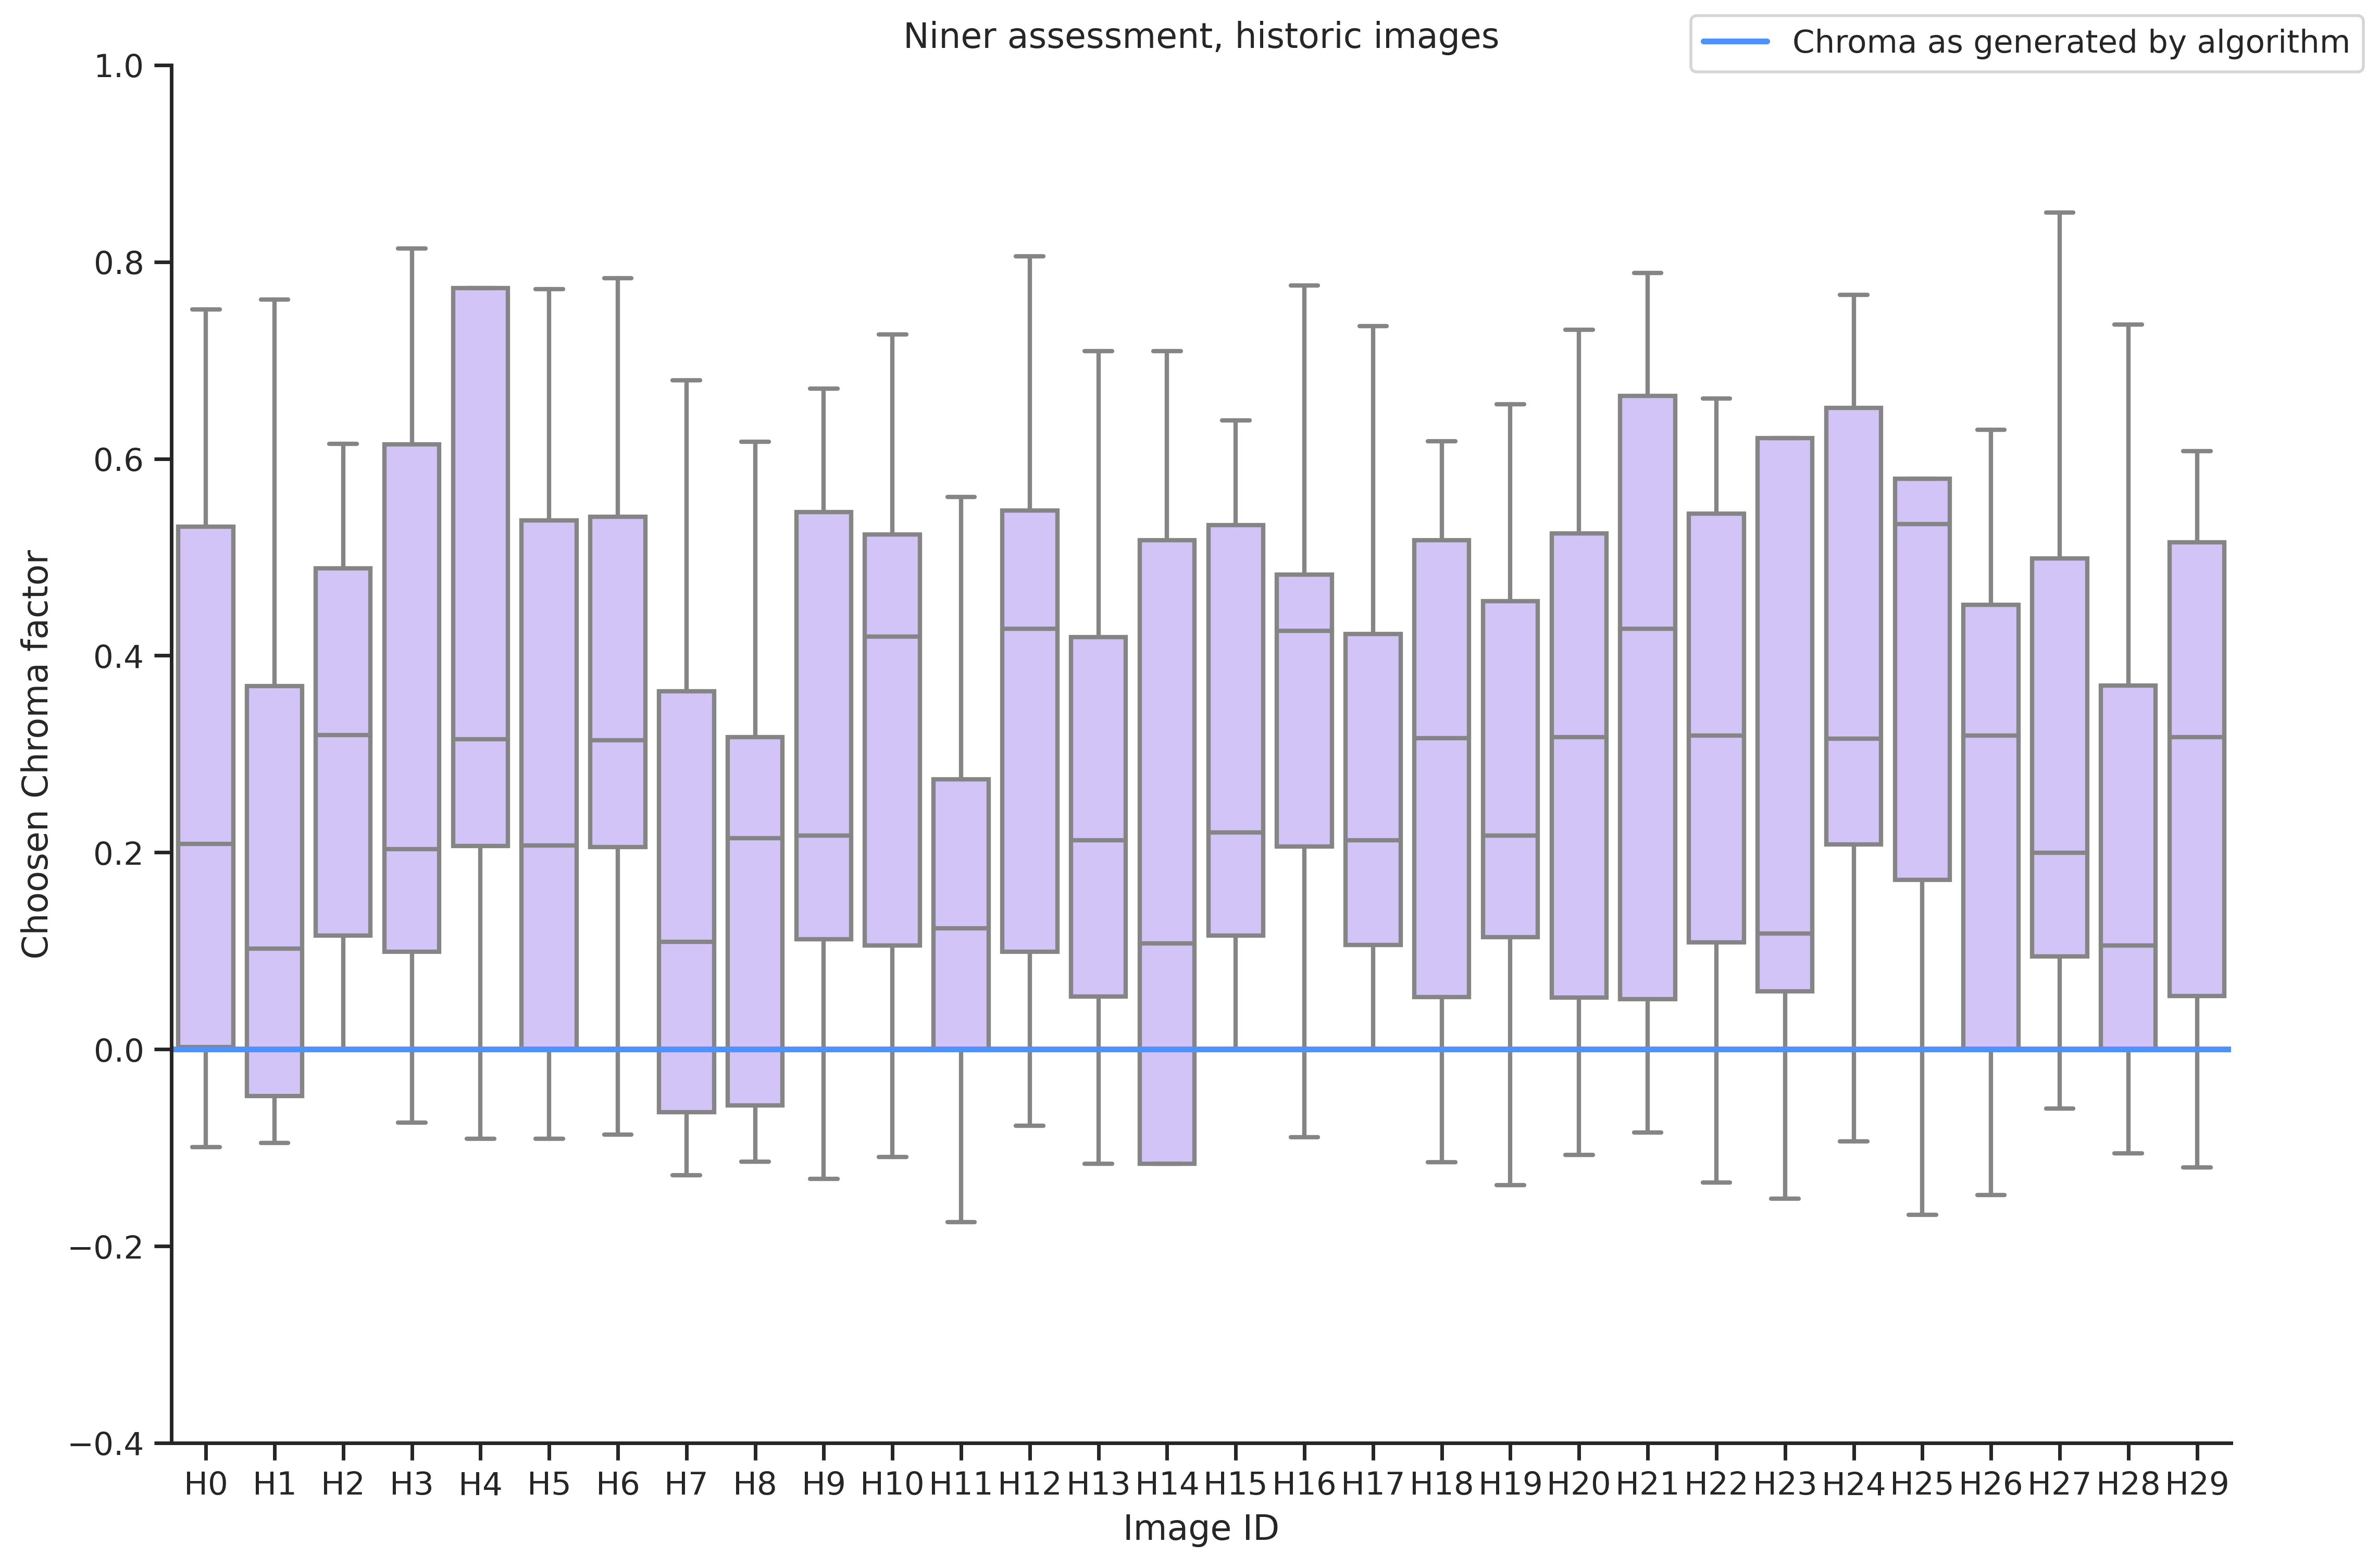 Niner assessment, historic images
Chroma as generated by algorithm
1.0
0.8
0.6
0.4
0.2
0.0
−0.2
−0.4
Choosen Chroma factor
H0 H1 H2 H3 H4 H5 H6 H7 H8 H9 H10 H11 H12 H13 H14 H15 H16 H17 H18 H19 H20 H21 H22 H23 H24 H25 H26 H27 H28 H29
Image ID